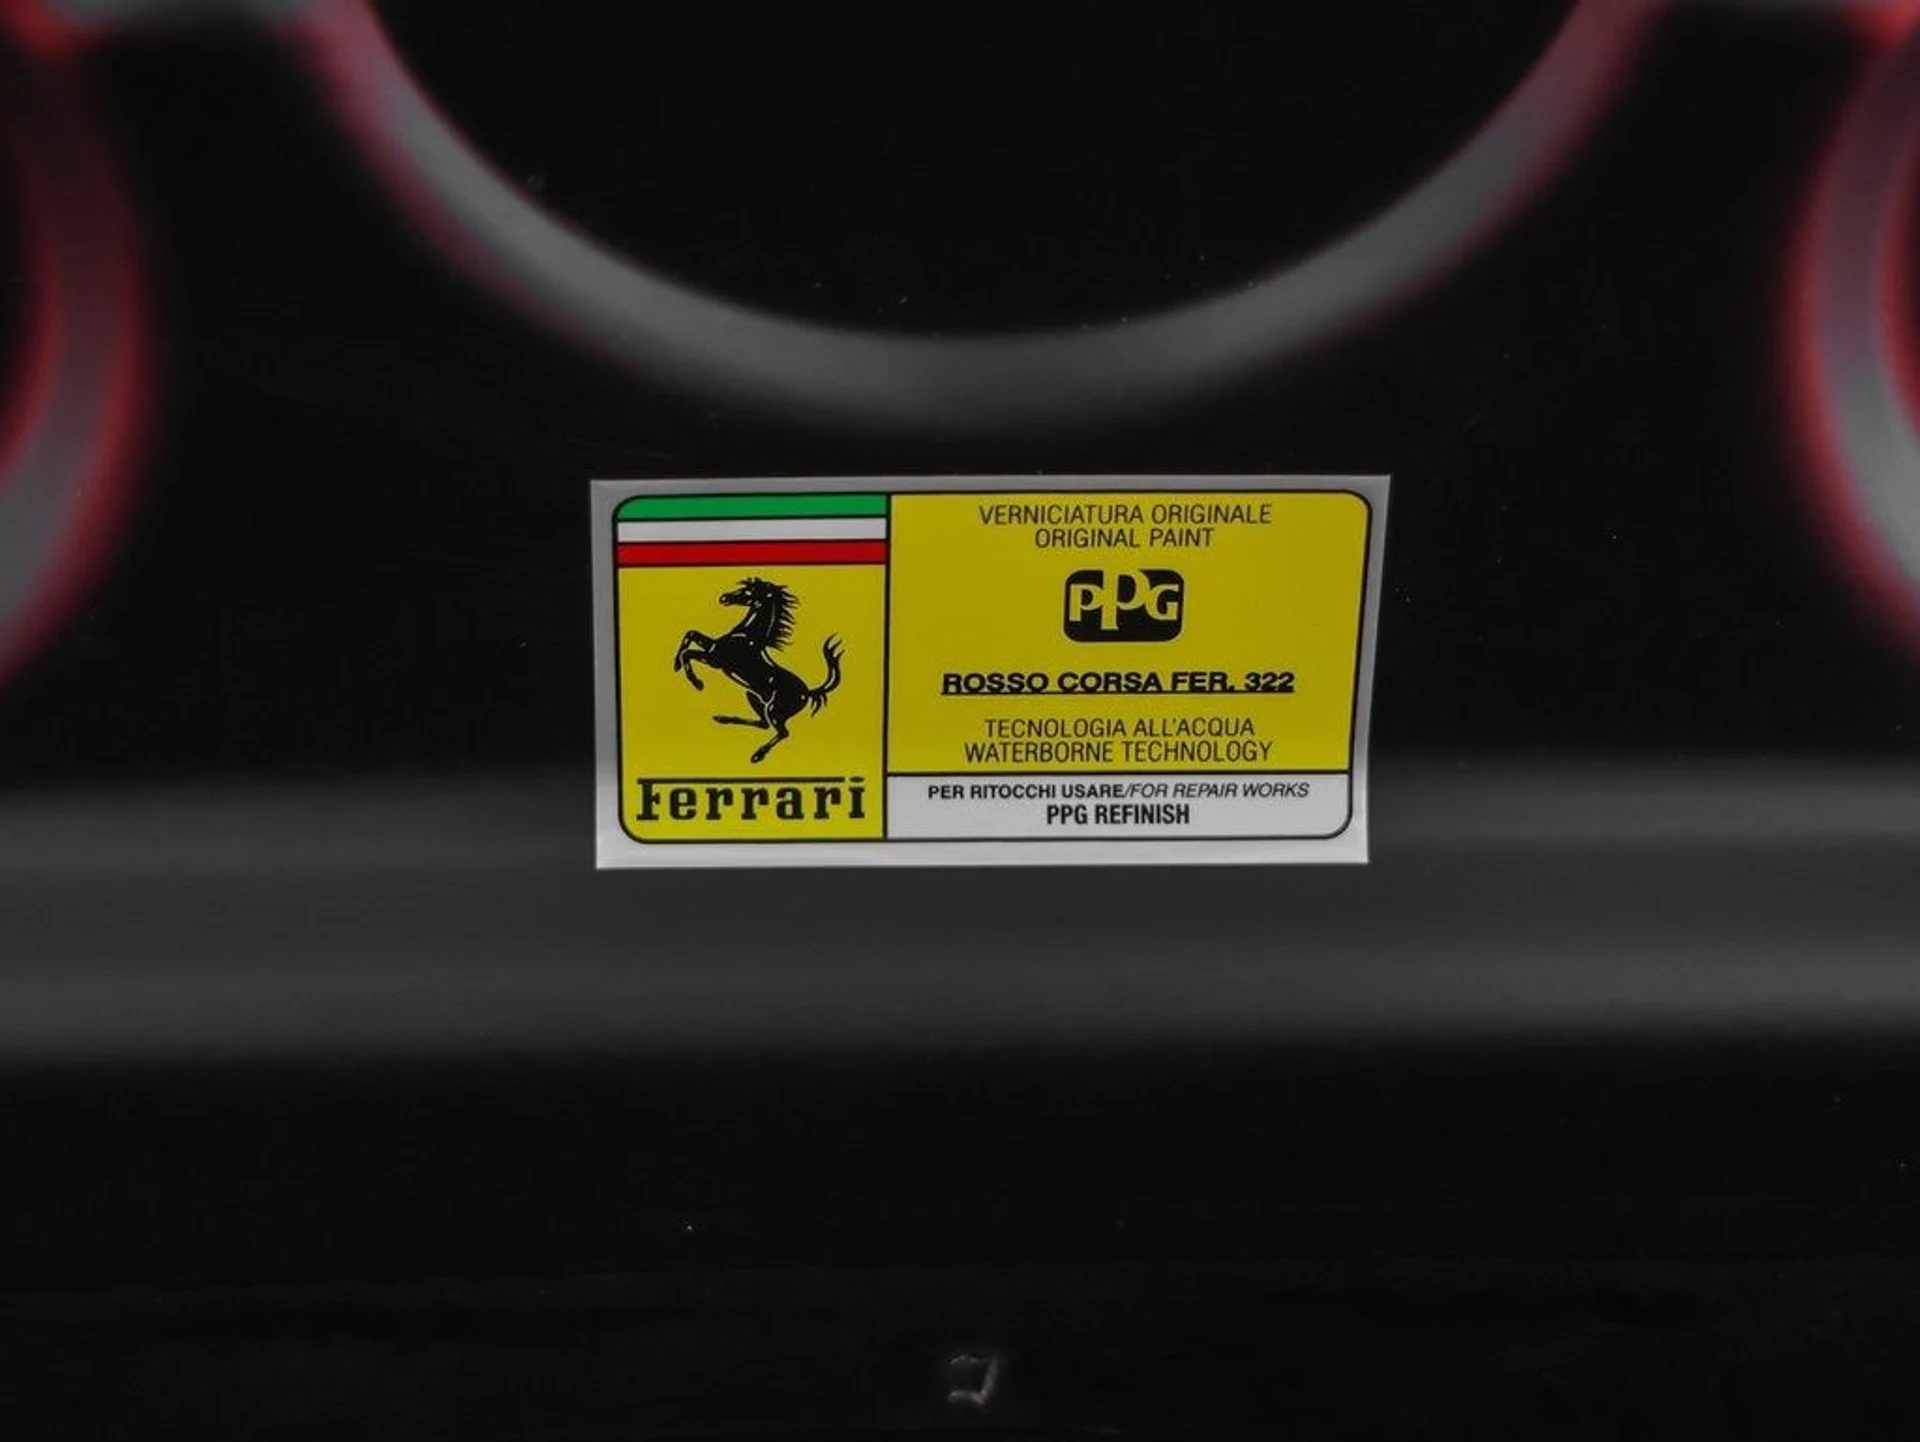 Ferrari
VERNICIATURA ORIGINALE
ORIGINAL PAINT
PPG
ROSSO CORSA FER. 322
TECNOLOGIA ALL'ACQUA
WATERBORNE TECHNOLOGY
PER RITOCCHI USARE/FOR REPAIR WORKS
PPG REFINISH